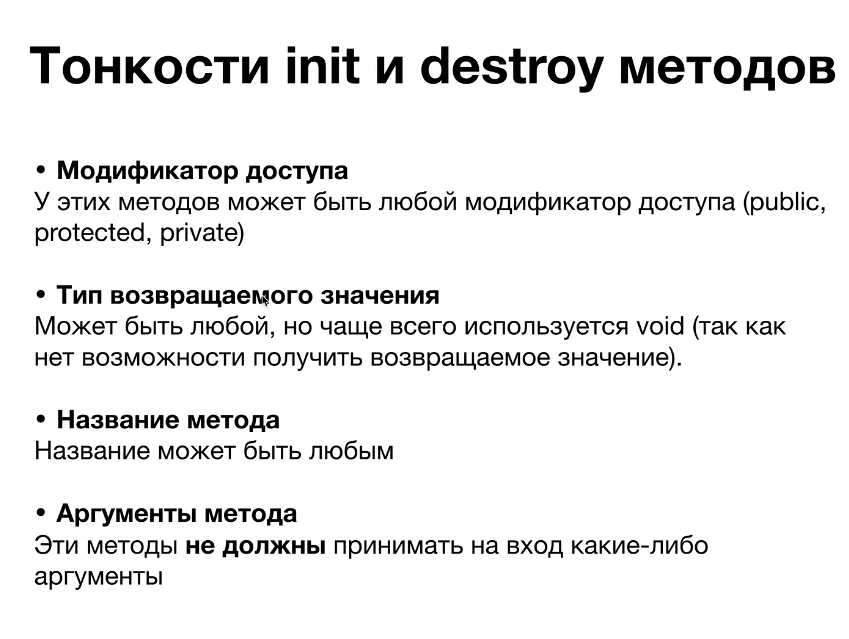 Тонкости init и destroy методов
• Модификатор доступа
У этих методов может быть любой модификатор доступа (public,
protected, private)
• Тип возвращаемого значения
Может быть любой, но чаще всего используется void (так как
нет возможности получить возвращаемое значение).
• Название метода
Название может быть любым
• Аргументы метода
Эти методы не должны принимать на вход какие-либо
аргументы